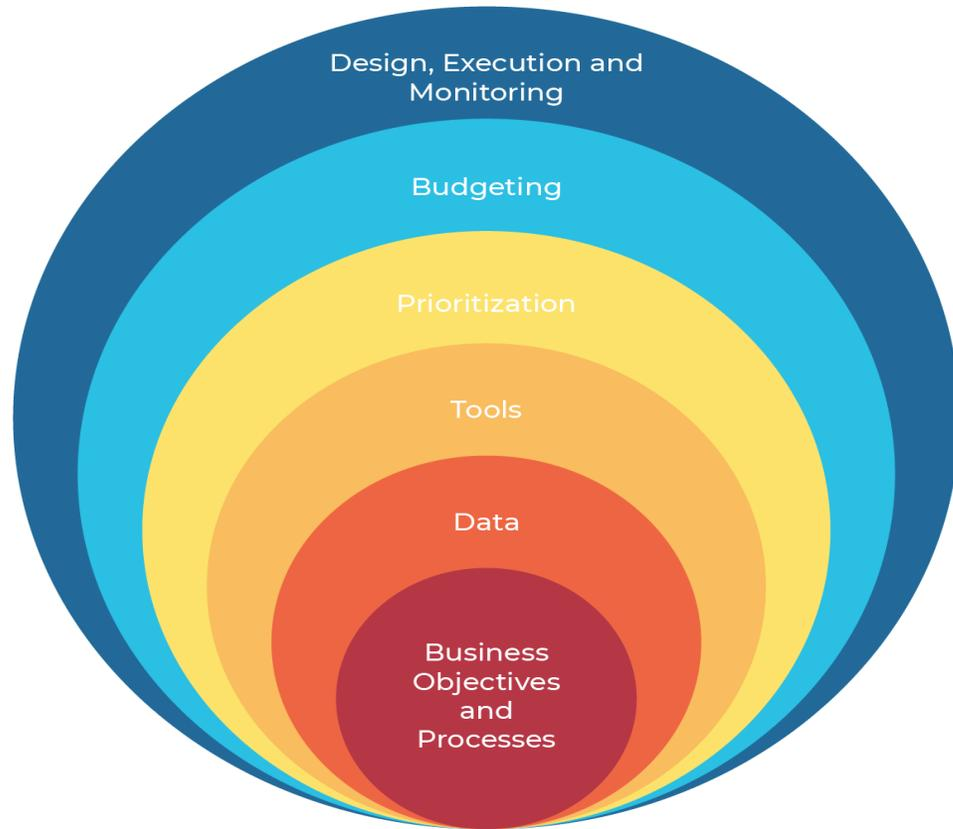 Design, Execution and
Monitoring
Budgeting
Prioritization
Tools
Data
Business
Objectives
and
Processes